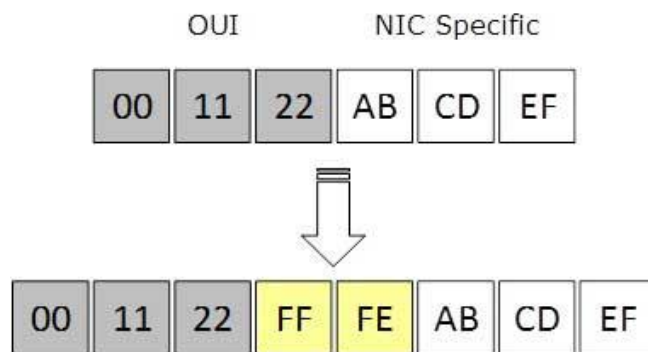 OUI NIC Specific
00 11 22 AB CD EF
00 11 22 FF FE AB CD EF